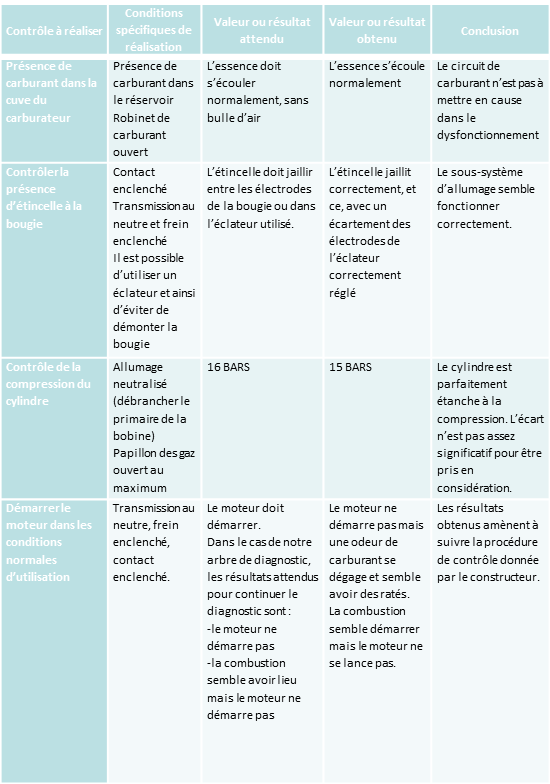 Contrôle à réaliser
Conditions
spécifiques de
réalisation
Valeur ou résultat
attendu
Valeur ou résultat
obtenu
Conclusion
Présence de
carburant dans la
cuve du
carburateur
Présence de
carburant dans
le réservoir
Robinet de
carburant
ouvert
L’essence doit
s’écouler
normalement, sans
bulle d’air
L’essence s’écoule
normalement
Le circuit de
carburant n’est pas à
mettre en cause
dans le
dysfonctionnement
Contrôler la
présence
d’étincelle à la
bougie
Contact
enclenché
Transmission au
neutre et frein
enclenché
Il est possible
d’utiliser un
éclateur et ainsi
d’éviter de
démonter la
bougie
L’étincelle doit jaillir
entre les électrodes
de la bougie ou dans
l’éclateur utilisé.
L’étincelle jaillit
correctement, et
ce, avec un
écartement des
électrodes de
l’éclateur
correctement
réglé
Le sous-système
d’allumage semble
fonctionner
correctement.
Contrôle de la
compression du
cylindre
Allumage
neutralisé
(débrancher le
primaire de la
bobine)
Papillon des gaz
ouvert au
maximum
16 BARS
15 BARS
Le cylindre est
parfaitement
étanche à la
compression. L’écart
n’est pas assez
significatif pour être
pris en
considération.
Démarrer le
moteur dans les
conditions
normales
d’utilisation
Transmission au
neutre, frein
enclenché,
contact
enclenché.
Le moteur doit
démarrer.
Dans le cas de notre
arbre de diagnostic,
les résultats attendus
pour continuer le
diagnostic sont :
-le moteur ne
démarre pas
-la combustion
semble avoir lieu
mais le moteur ne
démarre pas
Le moteur ne
démarre pas mais
une odeur de
carburant se
dégage et semble
avoir des ratés.
La combustion
semble démarrer
mais le moteur ne
se lance pas.
Les résultats
obtenus amènent à
suivre la procédure
de contrôle donnée
par le constructeur.